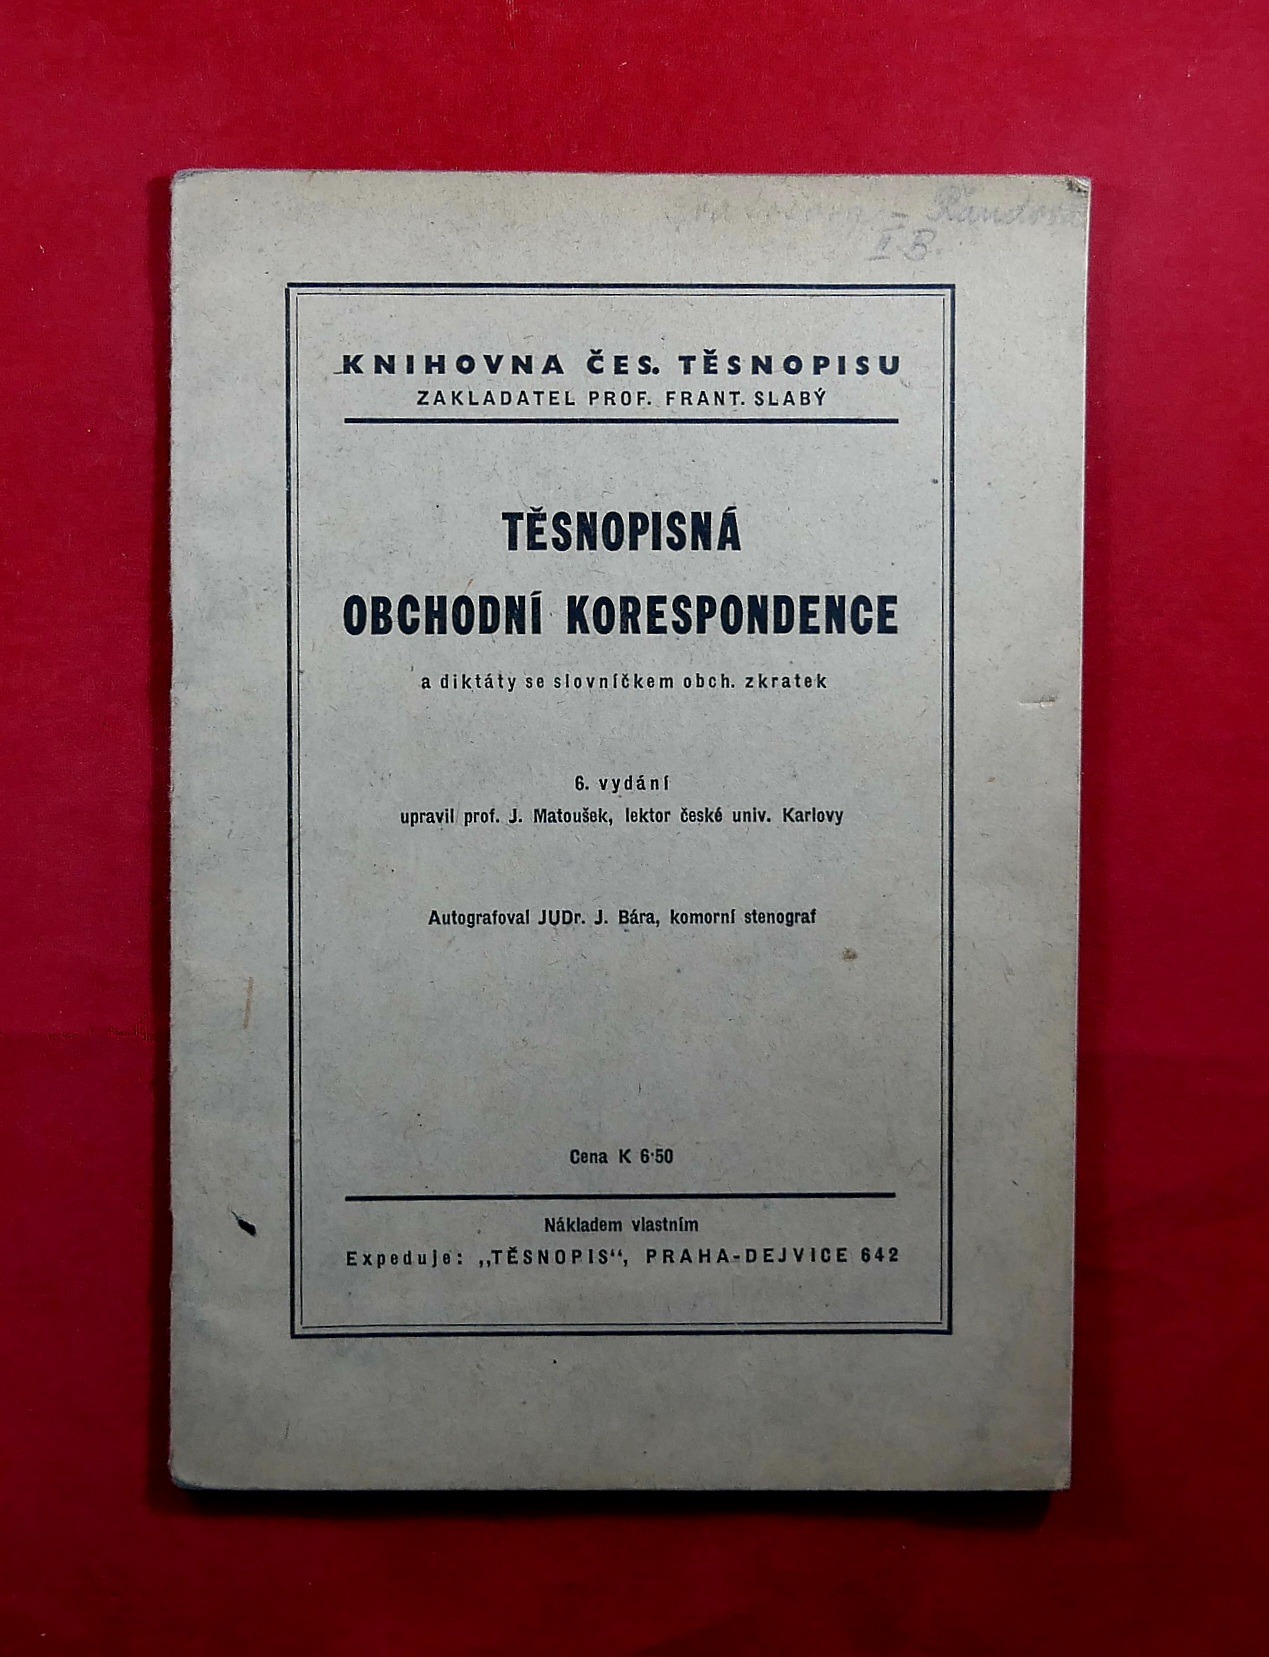 II. B.
KNIHOVNA ČES. TĚSNOPISU
ZAKLADATEL PROF. FRANT. SLABÝ
TĚSNOPISNÁ
OBCHODNÍ KORESPONDENCE
a diktáty se slovníčkem obch. zkratek
6. vydání
upravil prof. J. Matoušek, lektor české univ. Karlovy
Autografoval JUDr. J. Bára, komorní stenograf
Cena K 6·50
Nákladem vlastním
Expeduje: „TĚSNOPIS“, PRAHA-DEJVICE 642